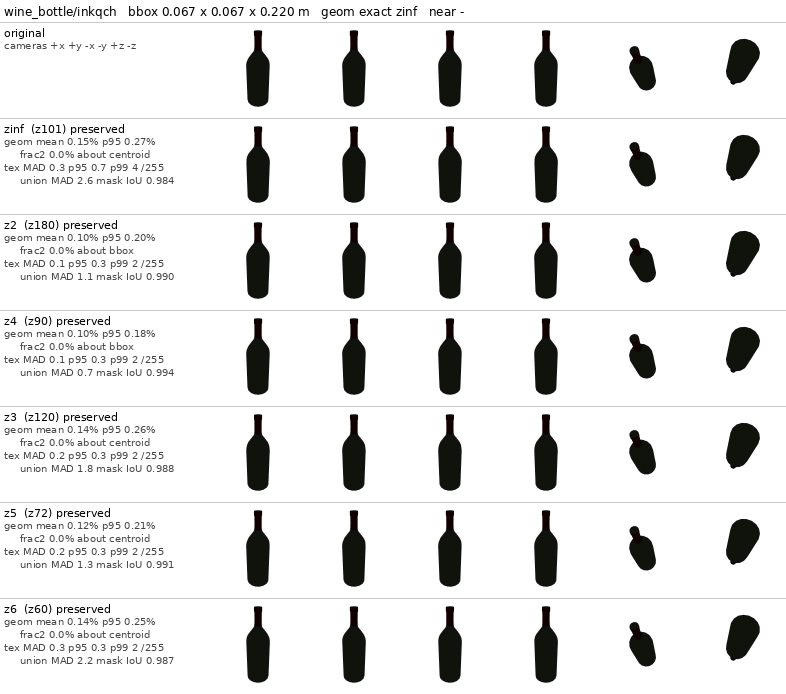 wine_bottle/inkqch   bbox 0.067 x 0.067 x 0.220 m   geom exact zinf   near -
original
cameras +x +y -x -y +z -z
zinf  (z101) preserved
geom mean 0.15% p95 0.27%
frac2 0.0% about centroid
tex MAD 0.3 p95 0.7 p99 4 /255
union MAD 2.6 mask IoU 0.984
z2  (z180) preserved
geom mean 0.10% p95 0.20%
frac2 0.0% about bbox
tex MAD 0.1 p95 0.3 p99 2 /255
union MAD 1.1 mask IoU 0.990
z4  (z90) preserved
geom mean 0.10% p95 0.18%
frac2 0.0% about bbox
tex MAD 0.1 p95 0.3 p99 2 /255
union MAD 0.7 mask IoU 0.994
z3  (z120) preserved
geom mean 0.14% p95 0.26%
frac2 0.0% about centroid
tex MAD 0.2 p95 0.3 p99 2 /255
union MAD 1.8 mask IoU 0.988
z5  (z72) preserved
geom mean 0.12% p95 0.21%
frac2 0.0% about centroid
tex MAD 0.2 p95 0.3 p99 2 /255
union MAD 1.3 mask IoU 0.991
z6  (z60) preserved
geom mean 0.14% p95 0.25%
frac2 0.0% about centroid
tex MAD 0.3 p95 0.3 p99 2 /255
union MAD 2.2 mask IoU 0.987